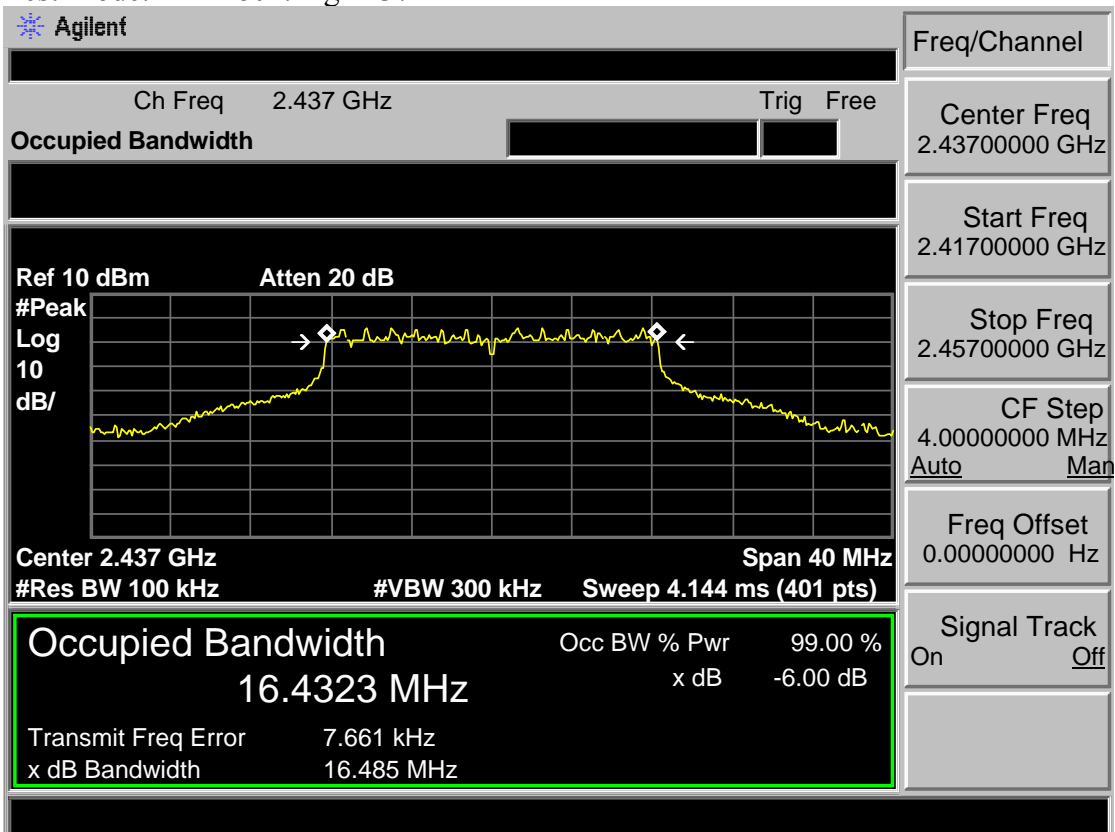 Agilent
Freq/Channel
Ch Freq 2.437 GHz Trig Free
Occupied Bandwidth
Center Freq
2.43700000 GHz
Start Freq
2.41700000 GHz
Stop Freq
2.45700000 GHz
CF Step
4.00000000 MHz
Auto Man
Freq Offset
0.00000000 Hz
Signal Track
On Off
Ref 10 dBm Atten 20 dB
#Peak
Log
10
dB/
Center 2.437 GHz Span 40 MHz
#Res BW 100 kHz #VBW 300 kHz Sweep 4.144 ms (401 pts)
Occupied Bandwidth Occ BW % Pwr 99.00 %
16.4323 MHz x dB -6.00 dB
Transmit Freq Error 7.661 kHz
x dB Bandwidth 16.485 MHz